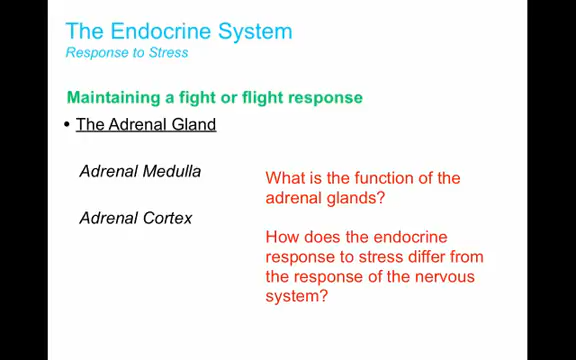 The Endocrine System
Response to Stress
Maintaining a fight or flight response
• The Adrenal Gland
Adrenal Medulla
Adrenal Cortex
What is the function of the
adrenal glands?
How does the endocrine
response to stress differ from
the response of the nervous
system?